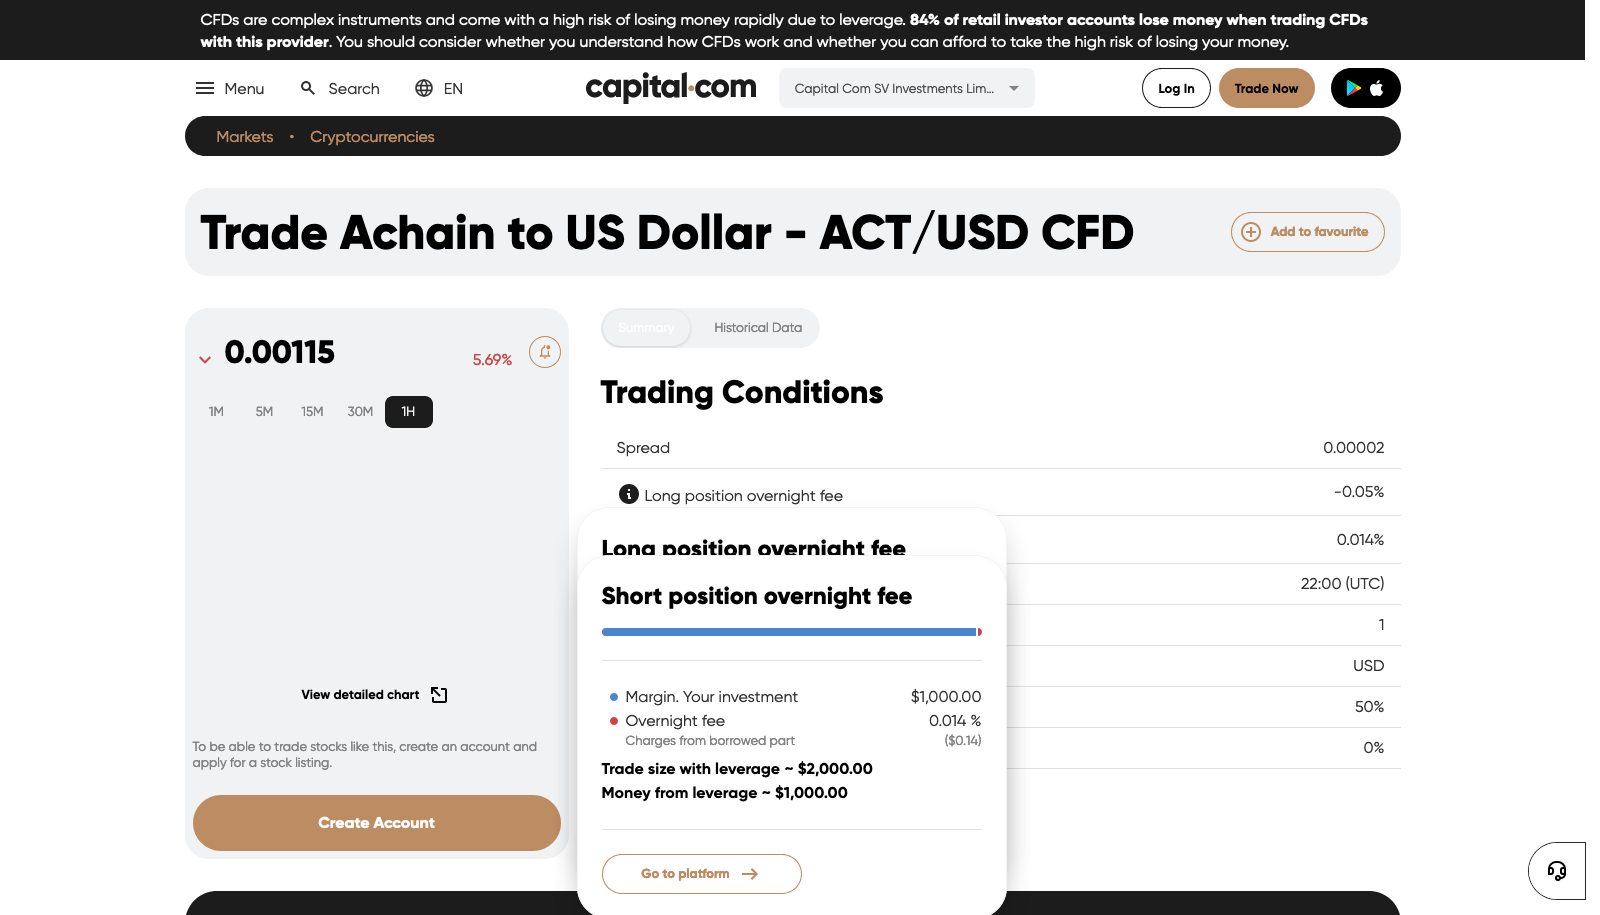 CFDs are complex instruments and come with a high risk of losing money rapidly due to leverage. 84% of retail investor accounts lose money when trading CFDs
with this provider. You should consider whether you understand how CFDs work and whether you can afford to take the high risk of losing your money.
Menu
Search
EN
capital.com
Capital Com SV Investments Lim...
Log In
Trade Now
Markets • Cryptocurrencies
Trade Achain to US Dollar - ACT/USD CFD
Add to favourite
0.00115
5.69%
1M 5M 15M 30M 1H
View detailed chart
To be able to trade stocks like this, create an account and
apply for a stock listing.
Create Account
Summary Historical Data
Trading Conditions
Spread 0.00002
Long position overnight fee -0.05%
0.014%
22:00 (UTC)
1
USD
50%
0%
Long position overnight fee
Short position overnight fee
Margin. Your investment $1,000.00
Overnight fee 0.014 %
Charges from borrowed part ($0.14)
Trade size with leverage ~ $2,000.00
Money from leverage ~ $1,000.00
Go to platform